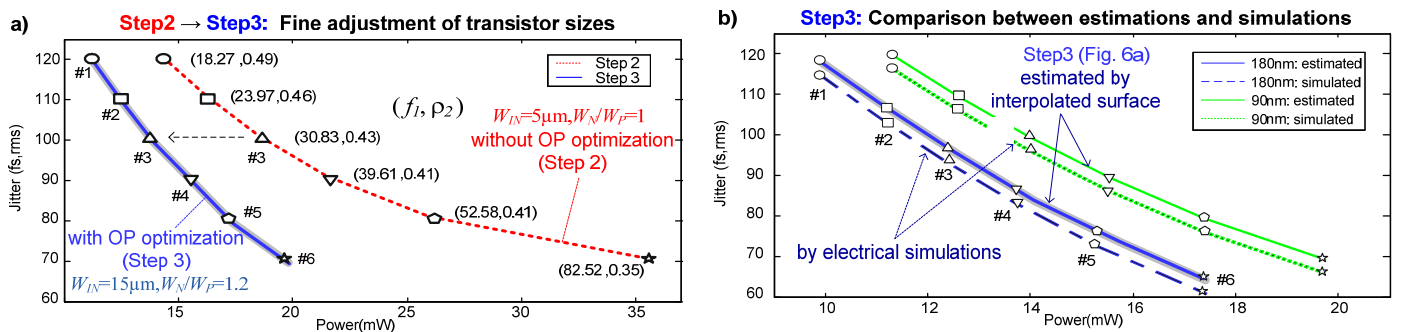 a)
Step2 → Step3: Fine adjustment of transistor sizes
Jitter (fs,rms)
120
110
100
90
80
70
60
15
20
25
30
35
Power(mW)
Step 2
Step 3
(18.27 ,0.49)
(23.97 ,0.46)
(30.83 ,0.43)
(39.61 ,0.41)
(52.58 ,0.41)
(82.52 ,0.35)
(f1, ρ2)
#1
#2
#3
#3
#4
#5
#6
WIN=5µm,WN/WP=1
without OP optimization
(Step 2)
with OP optimization
(Step 3)
WIN=15µm,WN/WP=1.2
b)
Step3: Comparison between estimations and simulations
Jitter (fs,rms)
120
110
100
90
80
70
60
10
12
14
16
18
20
Power(mW)
Step3 (Fig. 6a)
estimated by
interpolated surface
180nm: estimated
180nm: simulated
90nm: estimated
90nm: simulated
#1
#2
#3
#4
#5
#6
by electrical simulations